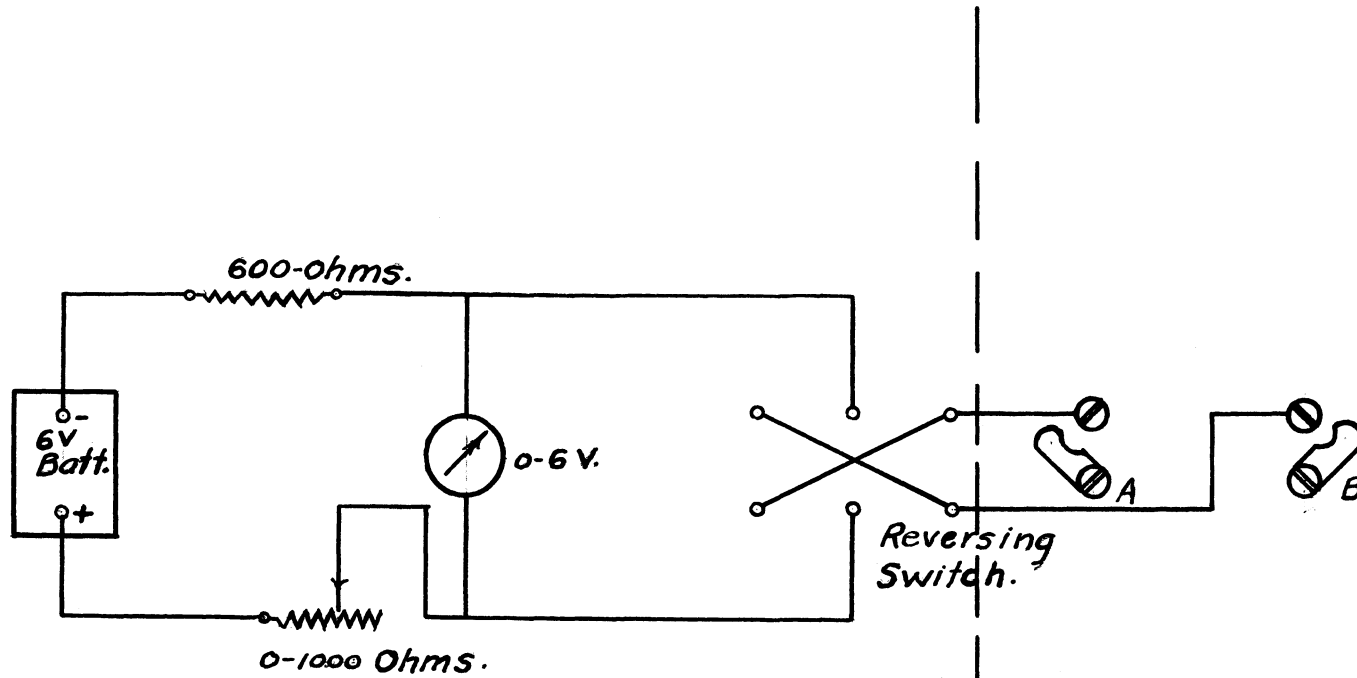 600-Ohms.
-
6V
Batt.
+
0-6 V.
A
B
Reversing
Switch.
0-1000 Ohms.